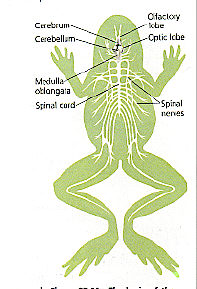 Cerebrum
Cerebellum
Medulla
oblongata
Spinal cord
Olfactory
lobe
Optic lobe
Spinal
nerves